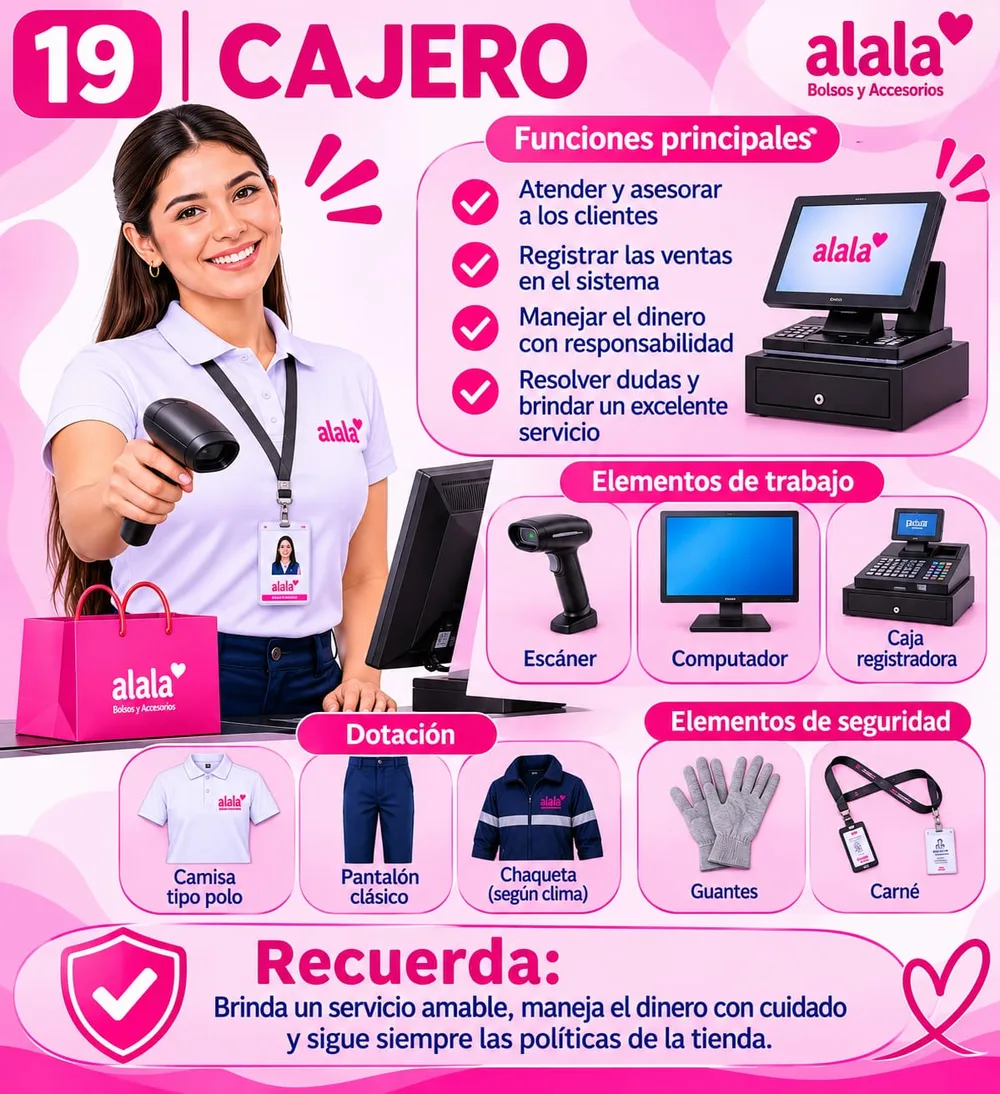 19
CAJERO
alala
Bolsos y Accesorios
Funciones principales
Atender y asesorar
a los clientes
Registrar las ventas
en el sistema
Manejar el dinero
con responsabilidad
Resolver dudas y
brindar un excelente
servicio
alala
alala
alala
alala
Bolsos y Accesorios
Elementos de trabajo
Escáner
Computador
Caja
registradora
Dotación
alala
Camisa
tipo polo
Pantalón
clásico
alala
Chaqueta
(según clima)
Elementos de seguridad
Guantes
Carné
Recuerda:
Brinda un servicio amable, maneja el dinero con cuidado
y sigue siempre las políticas de la tienda.